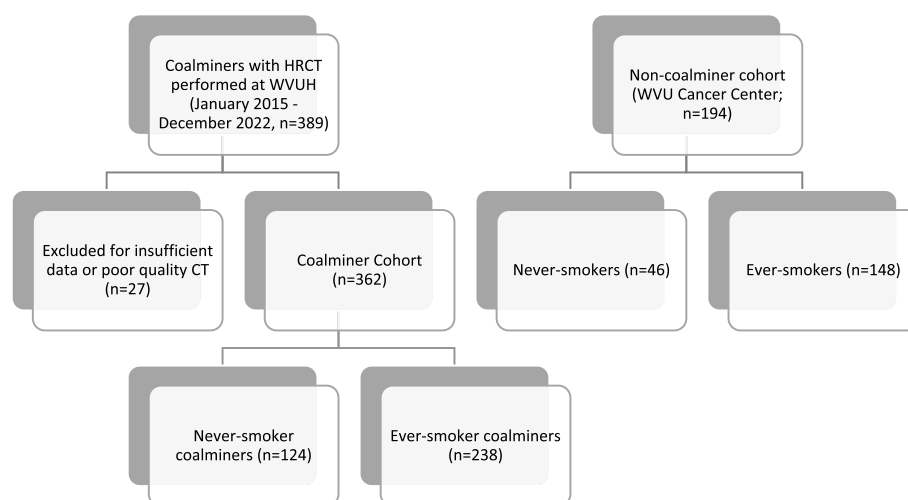 Coalminers with HRCT
performed at WVUH
(January 2015 -
December 2022, n=389)
Non-coalminer cohort
(WVU Cancer Center;
n=194)
Excluded for insufficient
data or poor quality CT
(n=27)
Coalminer Cohort
(n=362)
Never-smokers (n=46)
Ever-smokers (n=148)
Never-smoker
coalminers (n=124)
Ever-smoker coalminers
(n=238)